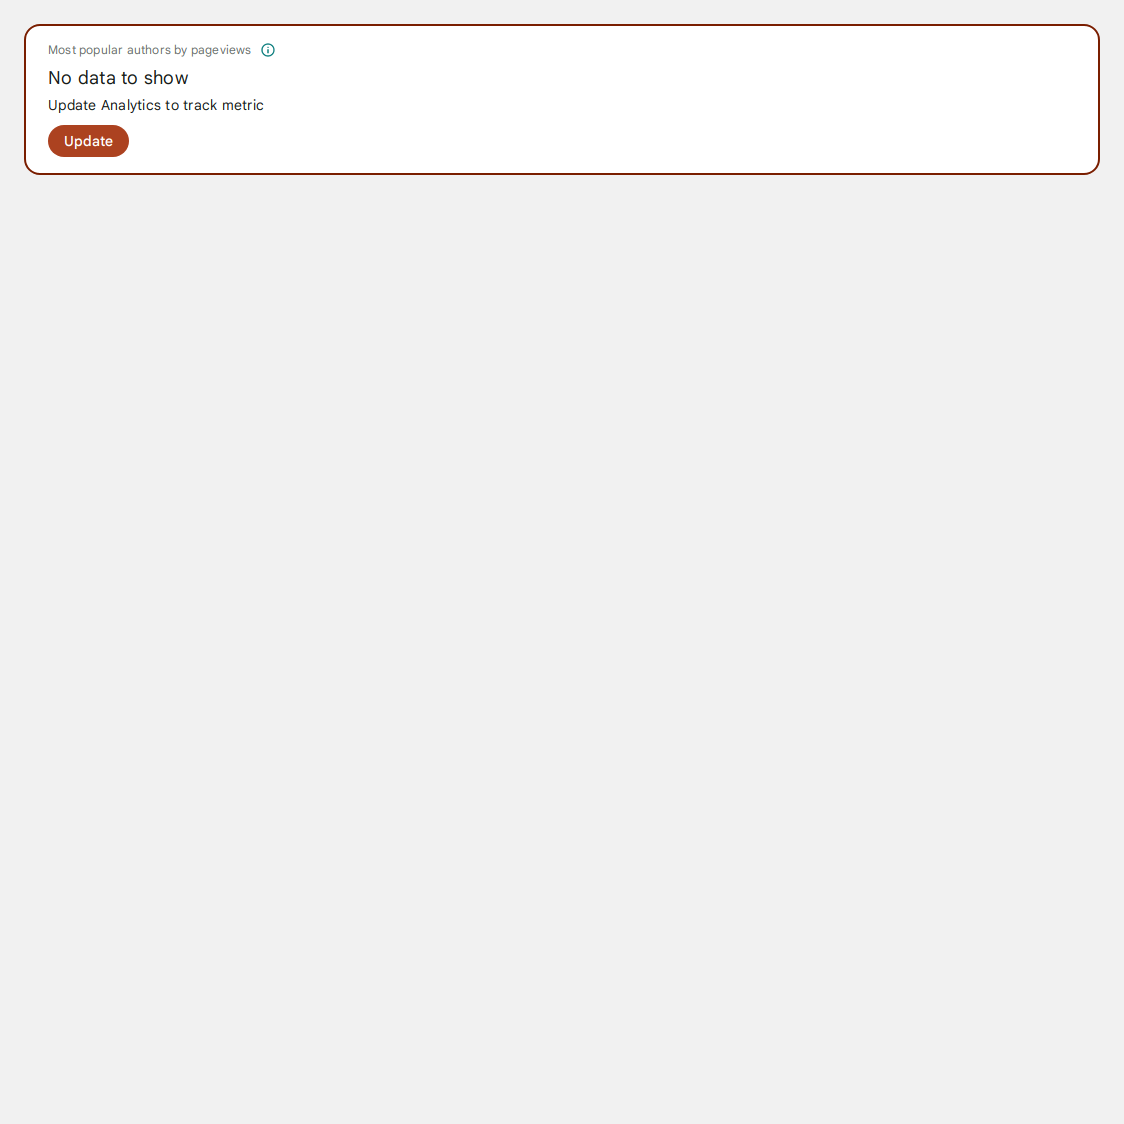 Most popular authors by pageviews
No data to show
Update Analytics to track metric
Update